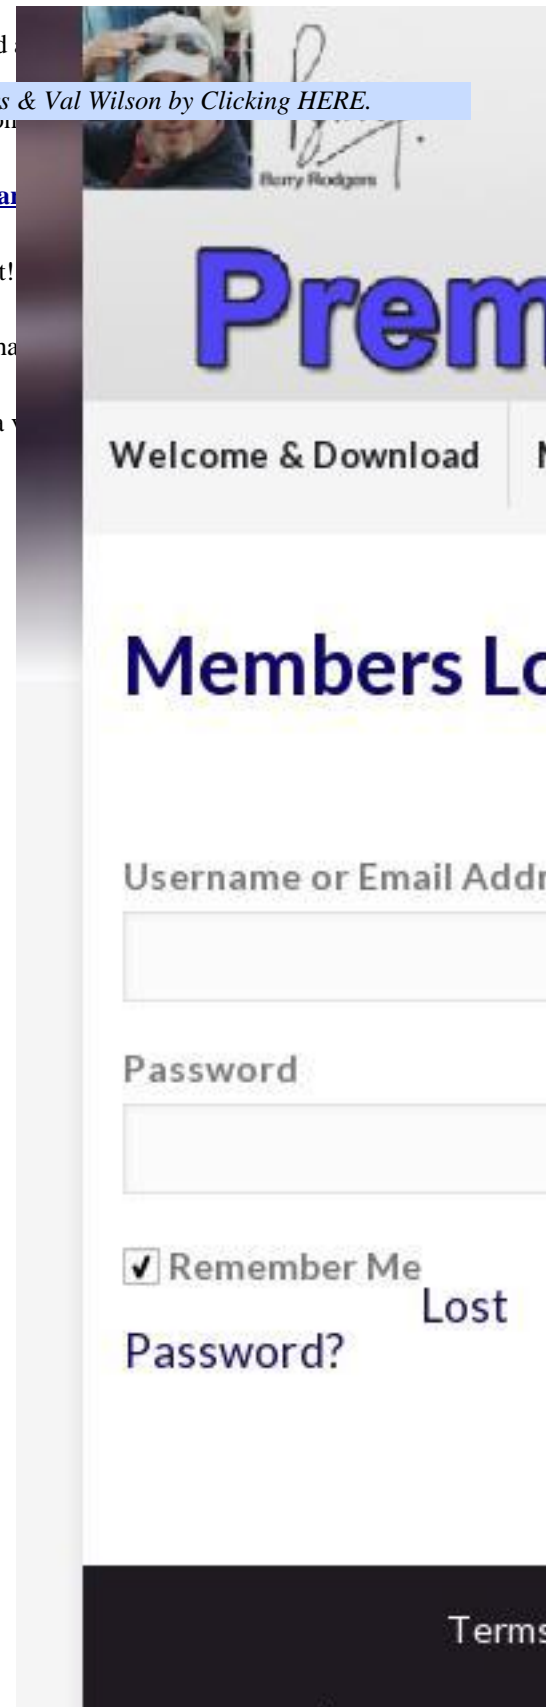 s & Val Wilson by Clicking HERE.
Barry Rodgers
Prem
t!
Welcome & Download
Members Lo
Username or Email Addr
Password
Remember Me
Lost
Password?
Terms